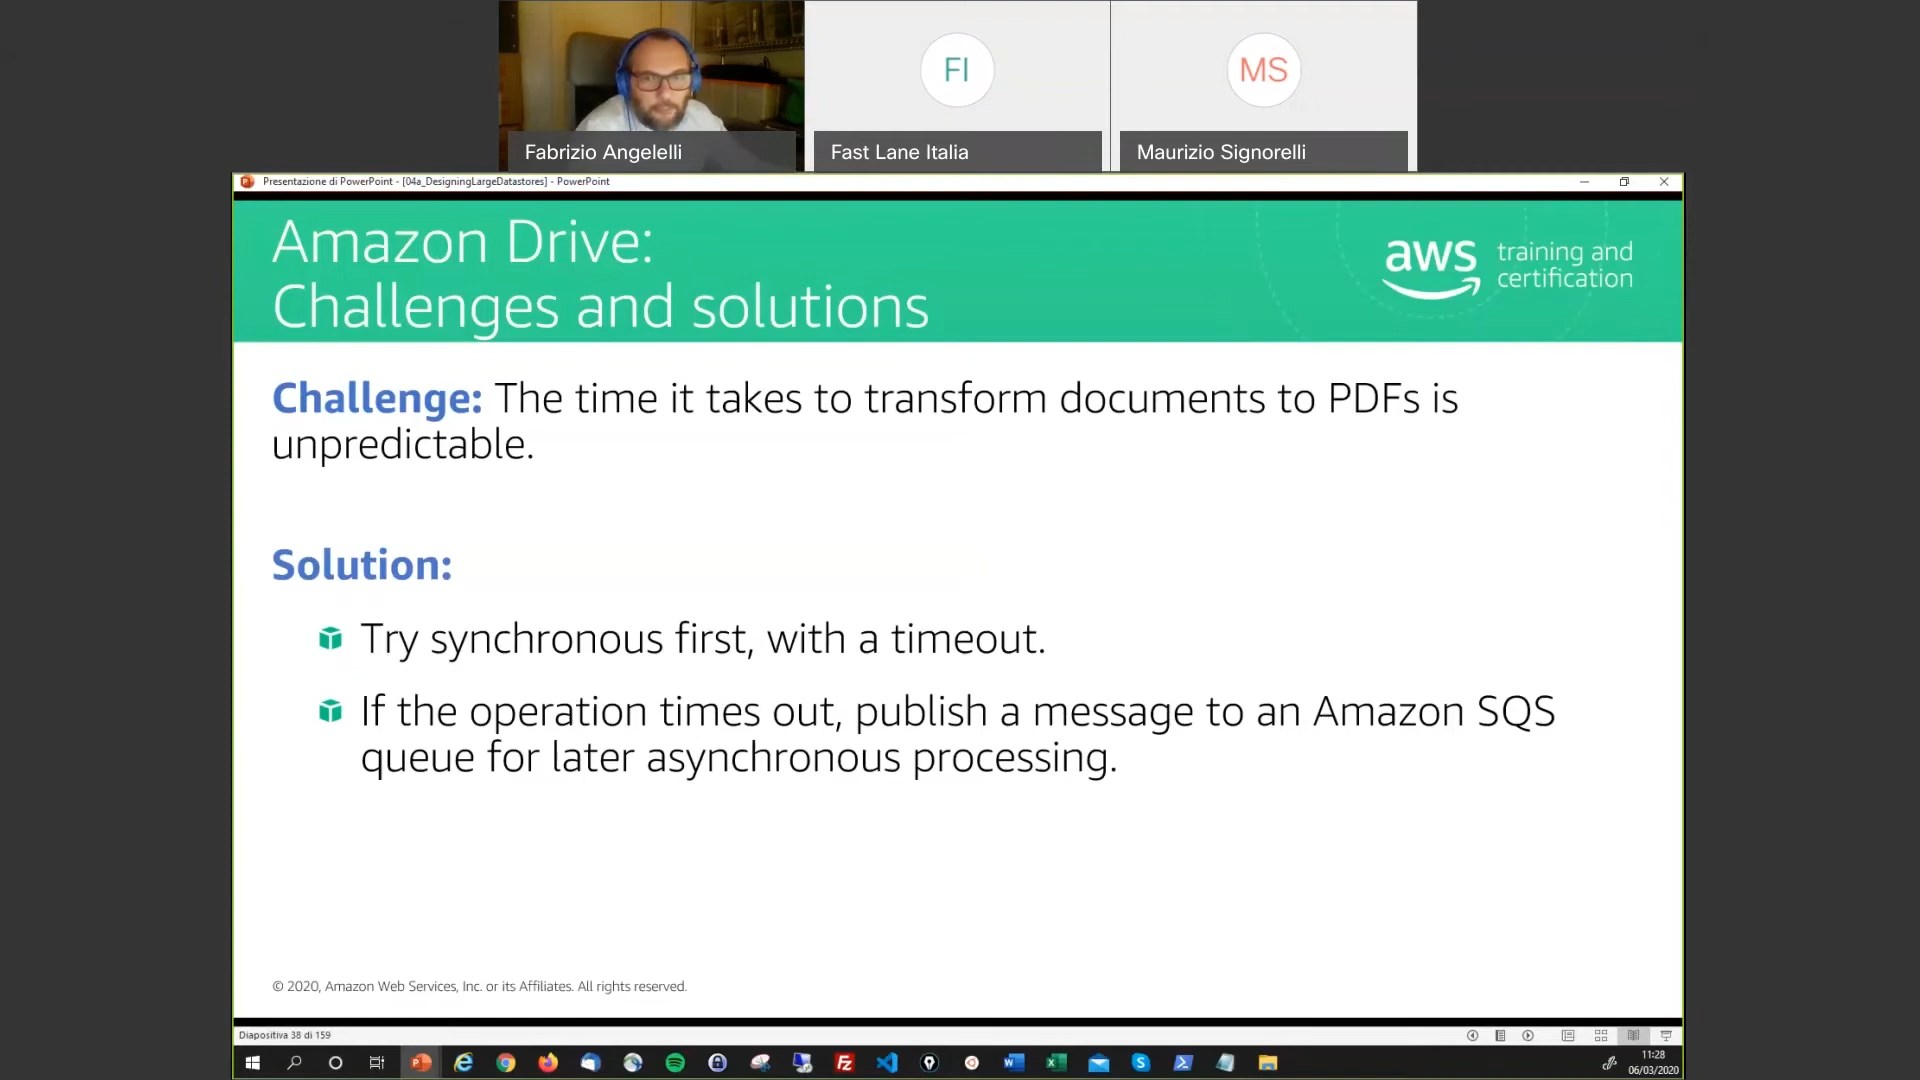 FI
MS
Fabrizio Angelelli
Fast Lane Italia
Maurizio Signorelli
Presentazione di PowerPoint - [04a_DesigningLargeDatastores] - PowerPoint
Amazon Drive:
Challenges and solutions
aws training and
certification
Challenge: The time it takes to transform documents to PDFs is
unpredictable.
Solution:
Try synchronous first, with a timeout.
If the operation times out, publish a message to an Amazon SQS
queue for later asynchronous processing.
© 2020, Amazon Web Services, Inc. or its Affiliates. All rights reserved.
Diapositiva 38 di 159
11:28
06/03/2020